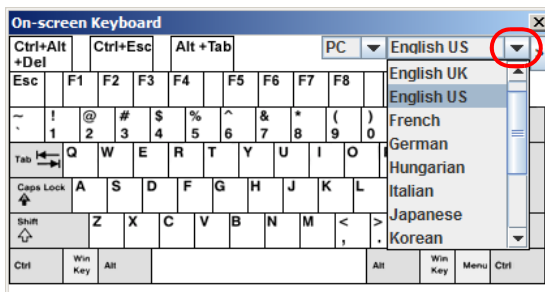 On-screen Keyboard
Ctrl+Alt +Del Ctrl+Esc Alt +Tab PC English US
Esc F1 F2 F3 F4 F5 F6 F7 F8
~ ! @ # $ % ^ & * ( )
` 1 2 3 4 5 6 7 8 9 0
Tab Q W E R T Y U I O
Caps Lock A S D F G H J K L
Shift Z X C V B N M < >
, .
Ctrl Win Key Alt Alt Win Key Menu Ctrl
English UK
English US
French
German
Hungarian
Italian
Japanese
Korean